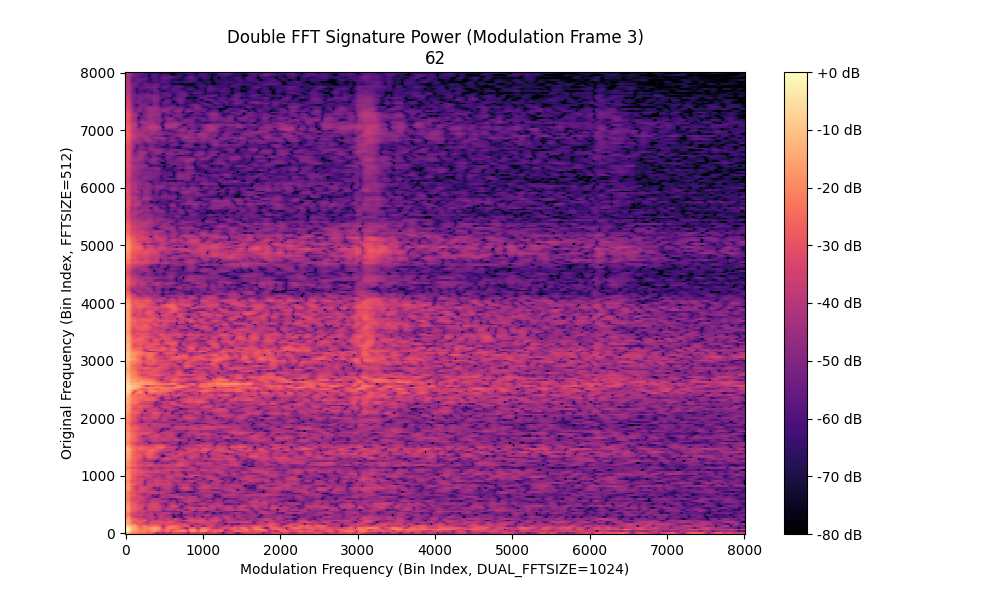 Double FFT Signature Power (Modulation Frame 3)
62
Original Frequency (Bin Index, FFTSIZE=512)
8000
7000
6000
5000
4000
3000
2000
1000
0
0 1000 2000 3000 4000 5000 6000 7000 8000
Modulation Frequency (Bin Index, DUAL_FFTSIZE=1024)
+0 dB
-10 dB
-20 dB
-30 dB
-40 dB
-50 dB
-60 dB
-70 dB
-80 dB